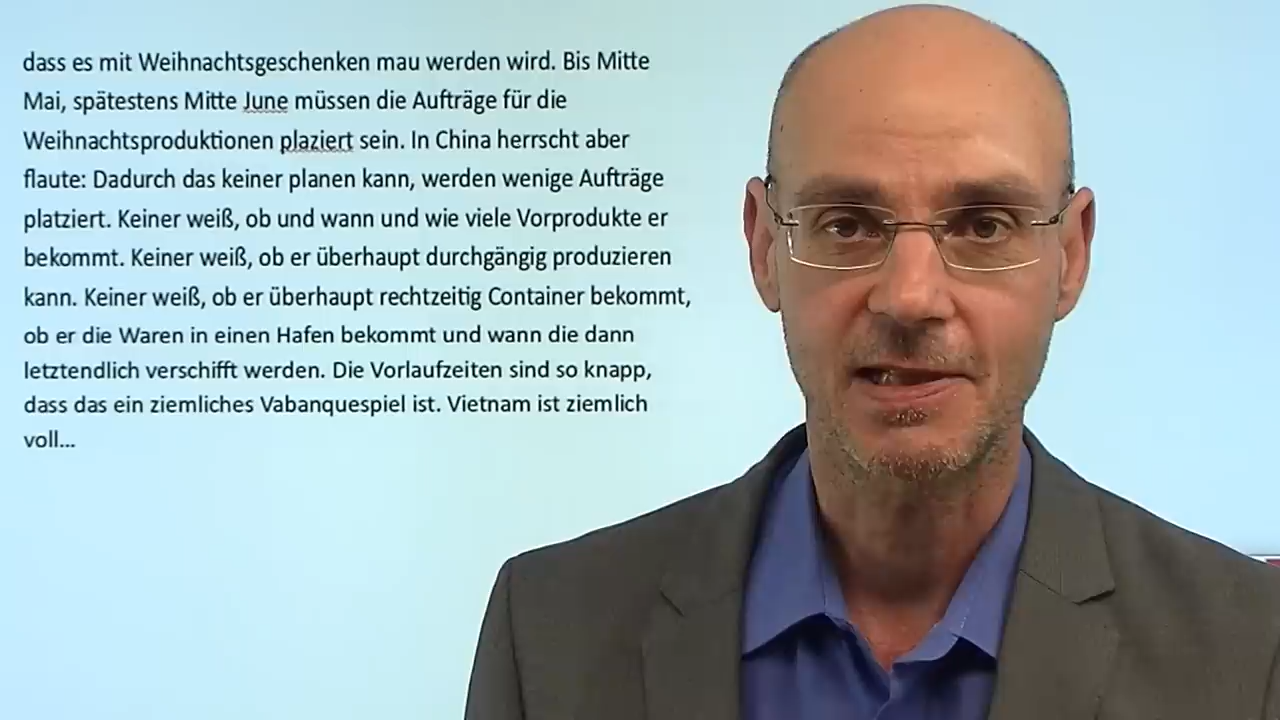 dass es mit Weihnachtsgeschenken mau werden wird. Bis Mitte
Mai, spätestens Mitte June müssen die Aufträge für die
Weihnachtsproduktionen plaziert sein. In China herrscht aber
flaute: Dadurch das keiner planen kann, werden wenige Aufträge
platziert. Keiner weiß, ob und wann und wie viele Vorprodukte er
bekommt. Keiner weiß, ob er überhaupt durchgängig produzieren
kann. Keiner weiß, ob er überhaupt rechtzeitig Container bekommt,
ob er die Waren in einen Hafen bekommt und wann die dann
letztendlich verschifft werden. Die Vorlaufzeiten sind so knapp,
dass das ein ziemliches Vabanquespiel ist. Vietnam ist ziemlich
voll...